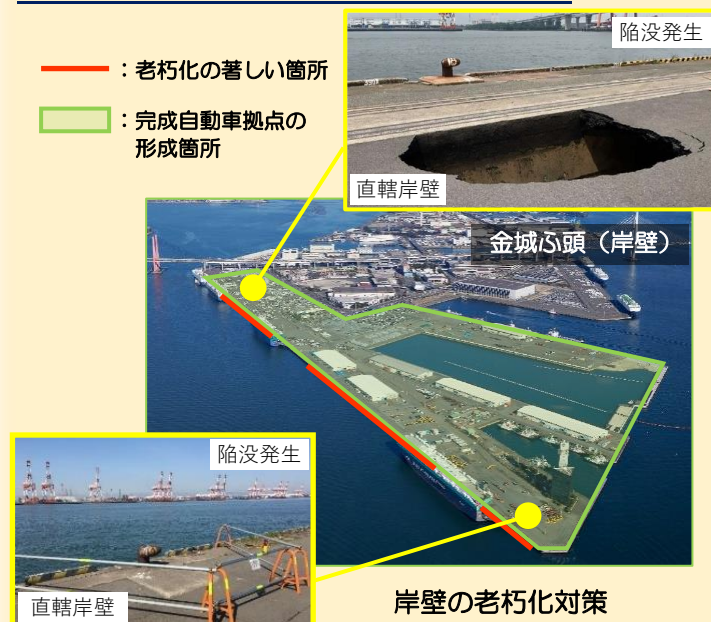 陥没発生
：老朽化の著しい箇所
：完成自動車拠点の
形成箇所
直轄岸壁
金城ふ頭（岸壁）
陥没発生
直轄岸壁
岸壁の老朽化対策